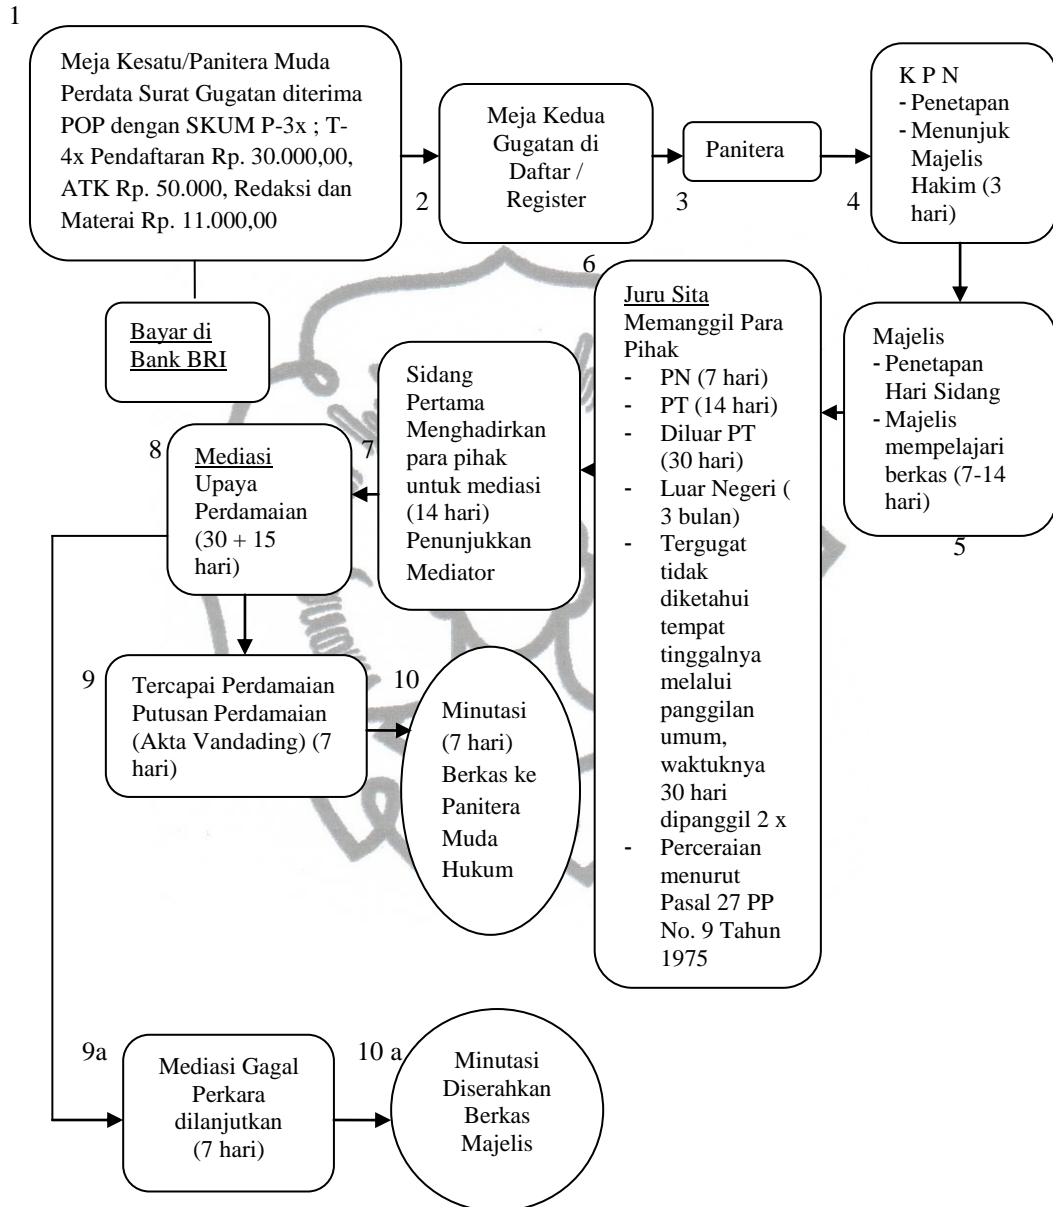 1
Meja Kesatu/Panitera Muda
Perdata Surat Gugatan diterima
POP dengan SKUM P-3x ; T-
4x Pendaftaran Rp. 30.000,00,
ATK Rp. 50.000, Redaksi dan
Materai Rp. 11.000,00
Bayar di
Bank BRI
2
Meja Kedua
Gugatan di
Daftar /
Register
3
Panitera
4
K P N
- Penetapan
- Menunjuk
Majelis
Hakim (3
hari)
5
Majelis
- Penetapan
Hari Sidang
- Majelis
mempelajari
berkas (7-14
hari)
6
Juru Sita
Memanggil Para
Pihak
- PN (7 hari)
- PT (14 hari)
- Diluar PT
(30 hari)
- Luar Negeri (
3 bulan)
- Tergugat
tidak
diketahui
tempat
tinggalnya
melalui
panggilan
umum,
waktuknya
30 hari
dipanggil 2 x
- Perceraian
menurut
Pasal 27 PP
No. 9 Tahun
1975
7
Sidang
Pertama
Menghadirkan
para pihak
untuk mediasi
(14 hari)
Penunjukkan
Mediator
8
Mediasi
Upaya
Perdamaian
(30 + 15
hari)
9
Tercapai Perdamaian
Putusan Perdamaian
(Akta Vandading) (7
hari)
10
Minutasi
(7 hari)
Berkas ke
Panitera
Muda
Hukum
9a
Mediasi Gagal
Perkara
dilanjutkan
(7 hari)
10 a
Minutasi
Diserahkan
Berkas
Majelis